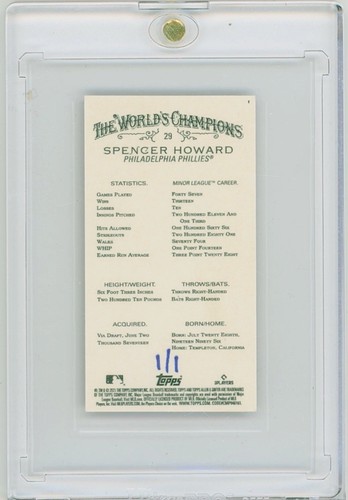 THE WORLD'S CHAMPIONS
29
SPENCER HOWARD
PHILADELPHIA PHILLIES®
STATISTICS. MINOR LEAGUE™ CAREER.
GAMES PLAYED FORTY SEVEN
WINS THIRTEEN
LOSSES TEN
INNINGS PITCHED TWO HUNDRED ELEVEN AND
ONE THIRD
HITS ALLOWED ONE HUNDRED SIXTY SIX
STRIKEOUTS TWO HUNDRED EIGHTY ONE
WALKS SEVENTY FOUR
WHIP ONE POINT FOURTEEN
EARNED RUN AVERAGE THREE POINT TWENTY EIGHT
HEIGHT/WEIGHT. THROWS/BATS.
SIX FOOT THREE INCHES THROWS RIGHT-HANDED
TWO HUNDRED TEN POUNDS BATS RIGHT-HANDED
ACQUIRED. BORN/HOME.
VIA DRAFT, JUNE TWO BORN: JULY TWENTY EIGHTH,
THOUSAND SEVENTEEN NINETEEN NINETY SIX
HOME: TEMPLETON, CALIFORNIA
1/1
Topps
PLAYERS